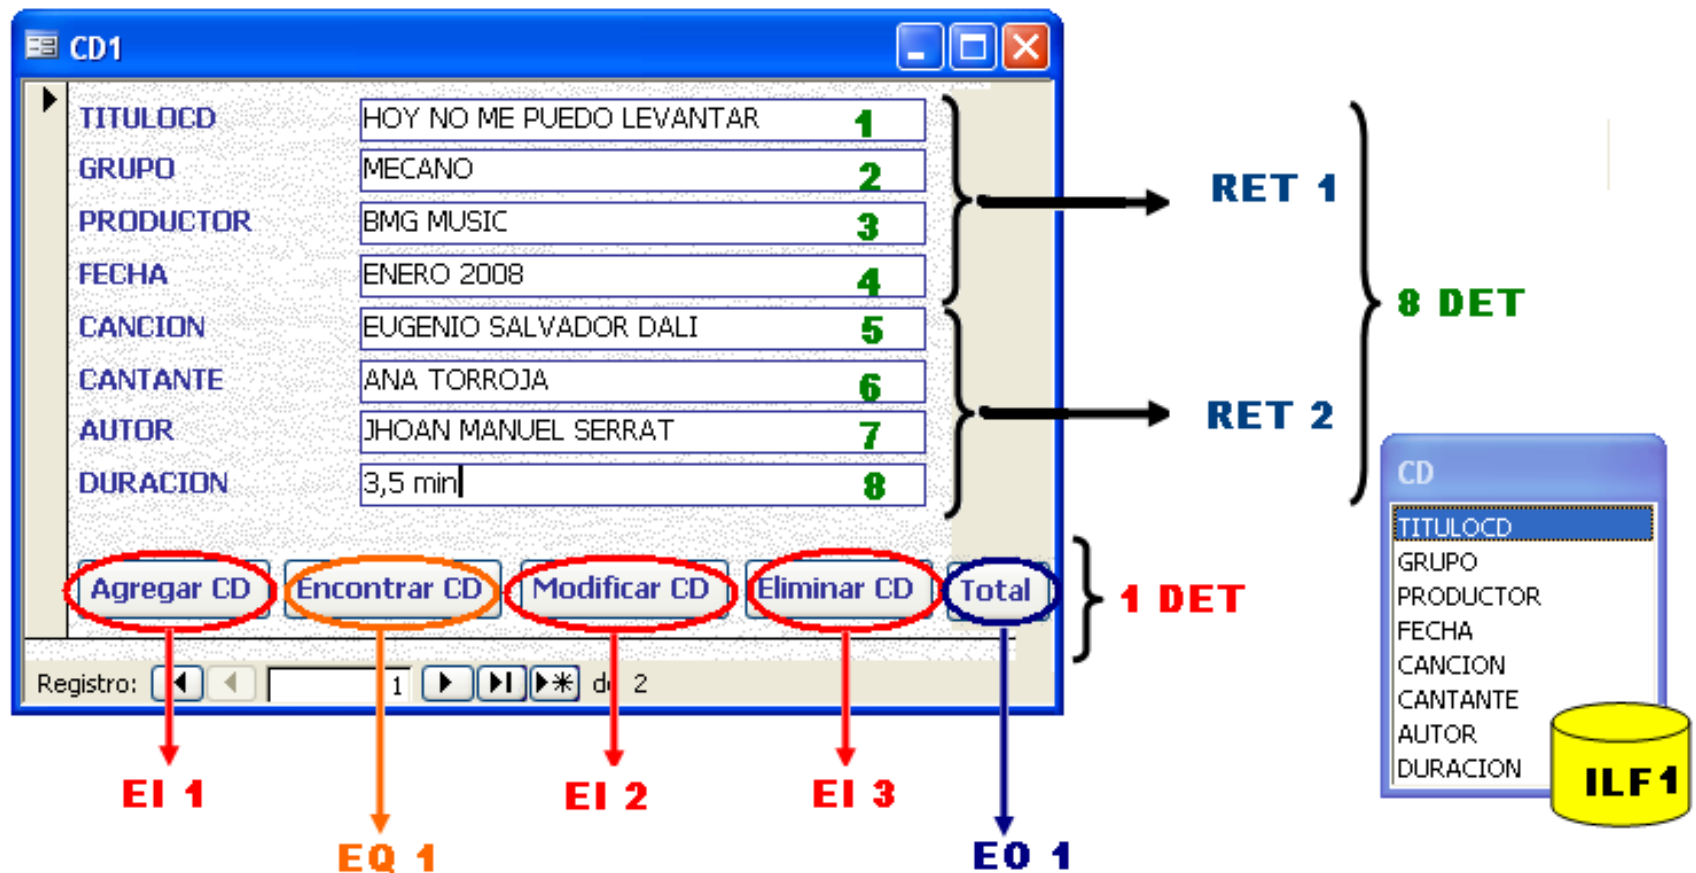 CD1
TITULOCD HOY NO ME PUEDO LEVANTAR 1
GRUPO MECANO 2
PRODUCTOR BMG MUSIC 3
FECHA ENERO 2008 4
CANCION EUGENIO SALVADOR DALI 5
CANTANTE ANA TORROJA 6
AUTOR JHOAN MANUEL SERRAT 7
DURACION 3,5 min 8
RET 1
RET 2
8 DET
Agregar CD Encontrar CD Modificar CD Eliminar CD Total
1 DET
Registro: 1 de 2
EI 1
EQ 1
EI 2
EI 3
EO 1
CD
TITULOCD
GRUPO
PRODUCTOR
FECHA
CANCION
CANTANTE
AUTOR
DURACION
ILF1